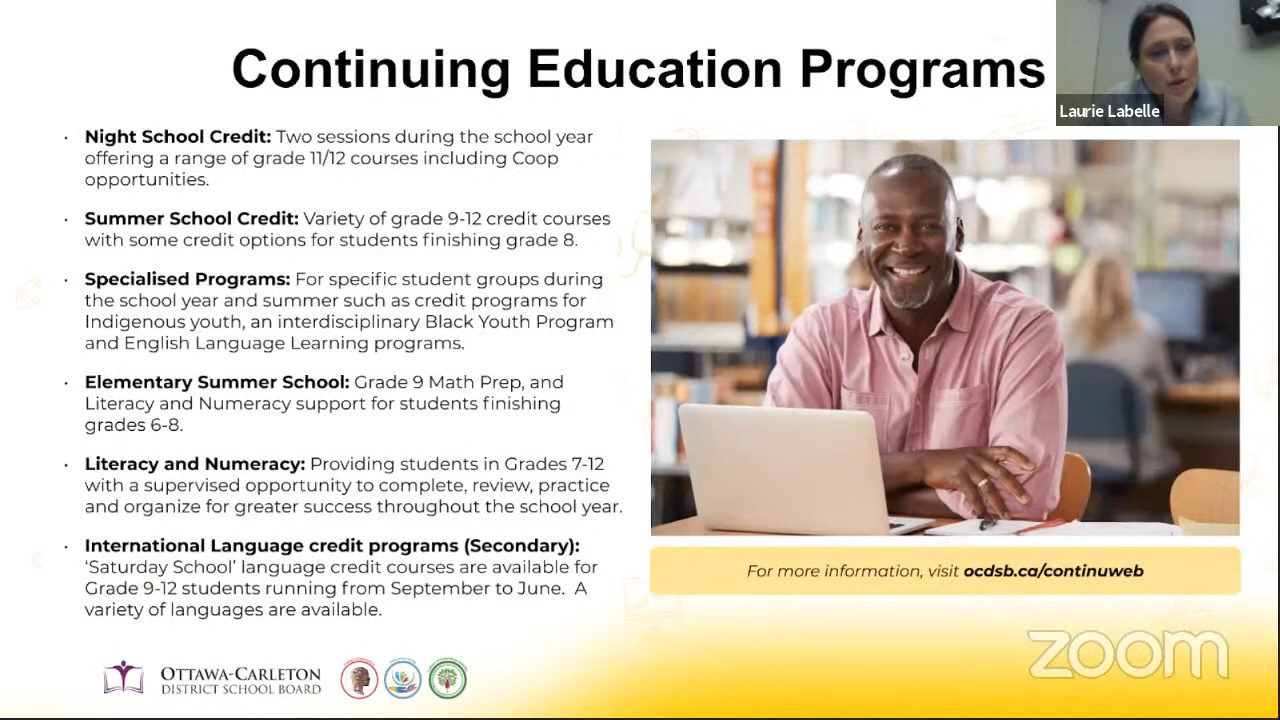 Continuing Education Programs
Laurie Labelle
· Night School Credit: Two sessions during the school year
offering a range of grade 11/12 courses including Coop
opportunities.
· Summer School Credit: Variety of grade 9-12 credit courses
with some credit options for students finishing grade 8.
· Specialised Programs: For specific student groups during
the school year and summer such as credit programs for
Indigenous youth, an interdisciplinary Black Youth Program
and English Language Learning programs.
· Elementary Summer School: Grade 9 Math Prep, and
Literacy and Numeracy support for students finishing
grades 6-8.
· Literacy and Numeracy: Providing students in Grades 7-12
with a supervised opportunity to complete, review, practice
and organize for greater success throughout the school year.
· International Language credit programs (Secondary):
‘Saturday School’ language credit courses are available for
Grade 9-12 students running from September to June. A
variety of languages are available.
For more information, visit ocdsb.ca/continuweb
OTTAWA-CARLETON
DISTRICT SCHOOL BOARD
zoom